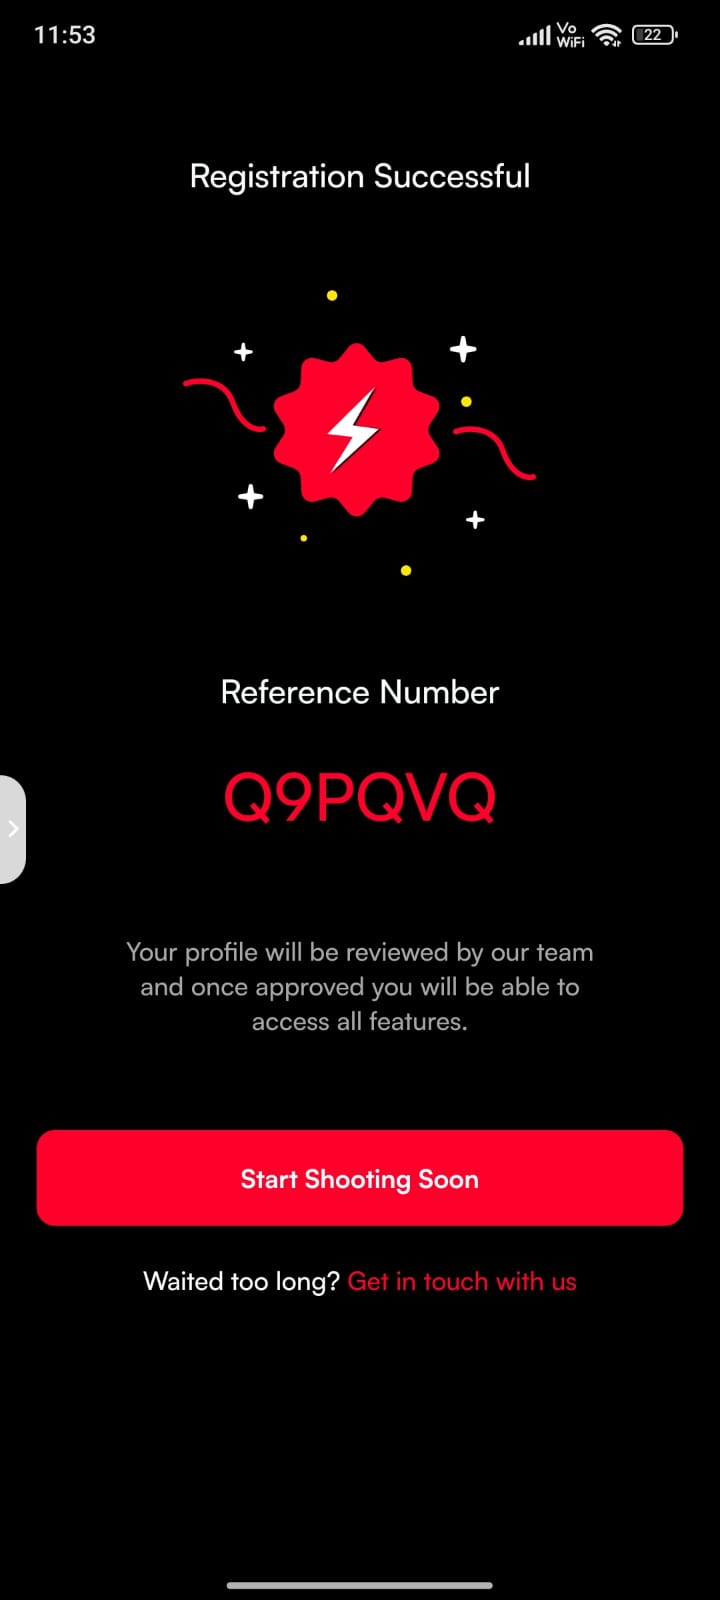 11:53
Vo
WiFi
22
Registration Successful
Reference Number
Q9PQVQ
Your profile will be reviewed by our team
and once approved you will be able to
access all features.
Start Shooting Soon
Waited too long? Get in touch with us